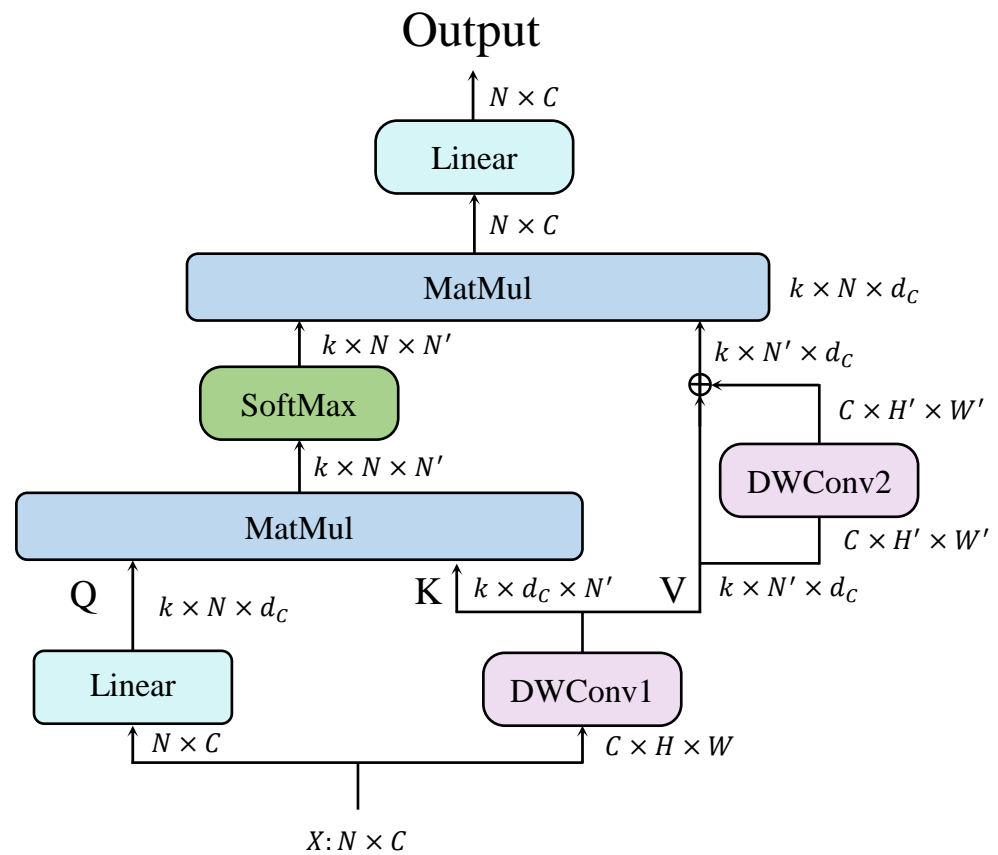 Output
N × C
Linear
N × C
MatMul
k × N × d_C
k × N × N′
k × N′ × d_C
SoftMax
C × H′ × W'
k × N × N′
DWConv2
MatMul
C × H′ × W'
Q
k × N × d_C
K
k × d_C × N′
V
k × N′ × d_C
Linear
DWConv1
N × C
C × H × W
X: N × C